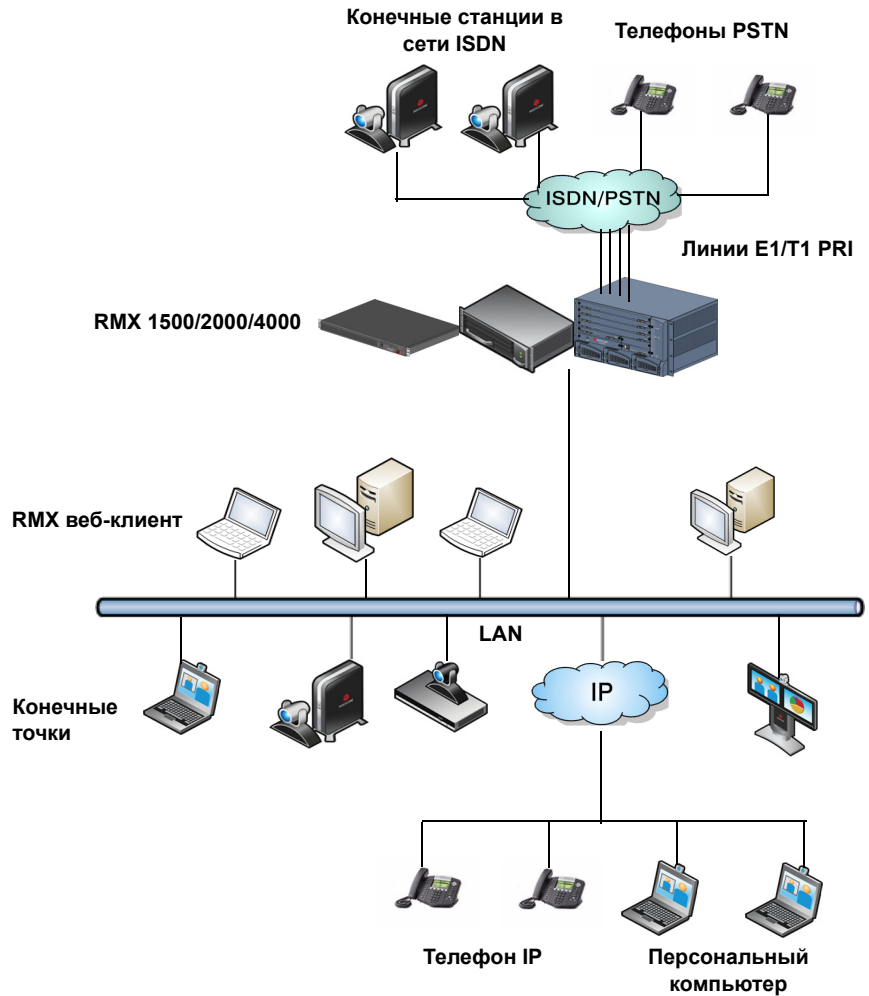 Конечные станции в
сети ISDN
Телефоны PSTN
ISDN/PSTN
Линии E1/T1 PRI
RMX 1500/2000/4000
RMX веб-клиент
LAN
IP
Конечные
точки
Телефон IP
Персональный
компьютер